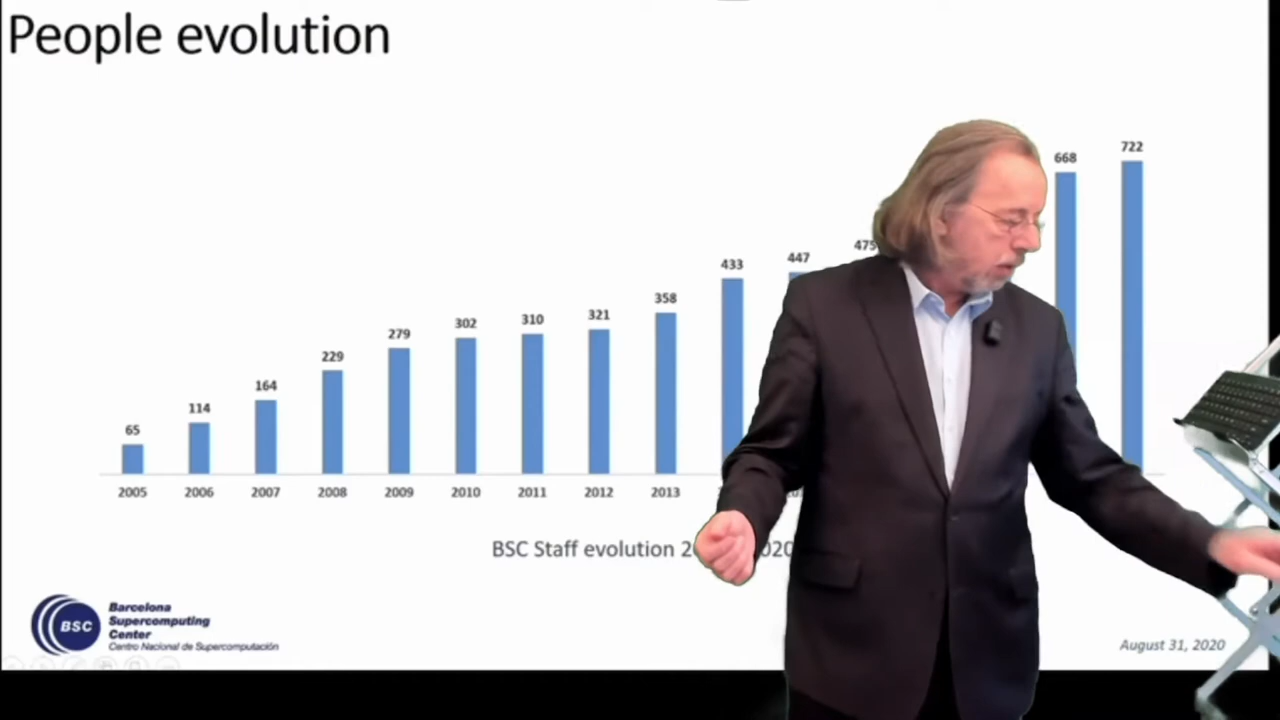 People evolution
65 114 164 229 279 302 310 321 358 433 447 475 668 722
2005 2006 2007 2008 2009 2010 2011 2012 2013
BSC Staff evolution
BSC
Barcelona
Supercomputing
Center
Centro Nacional de Supercomputación
August 31, 2020